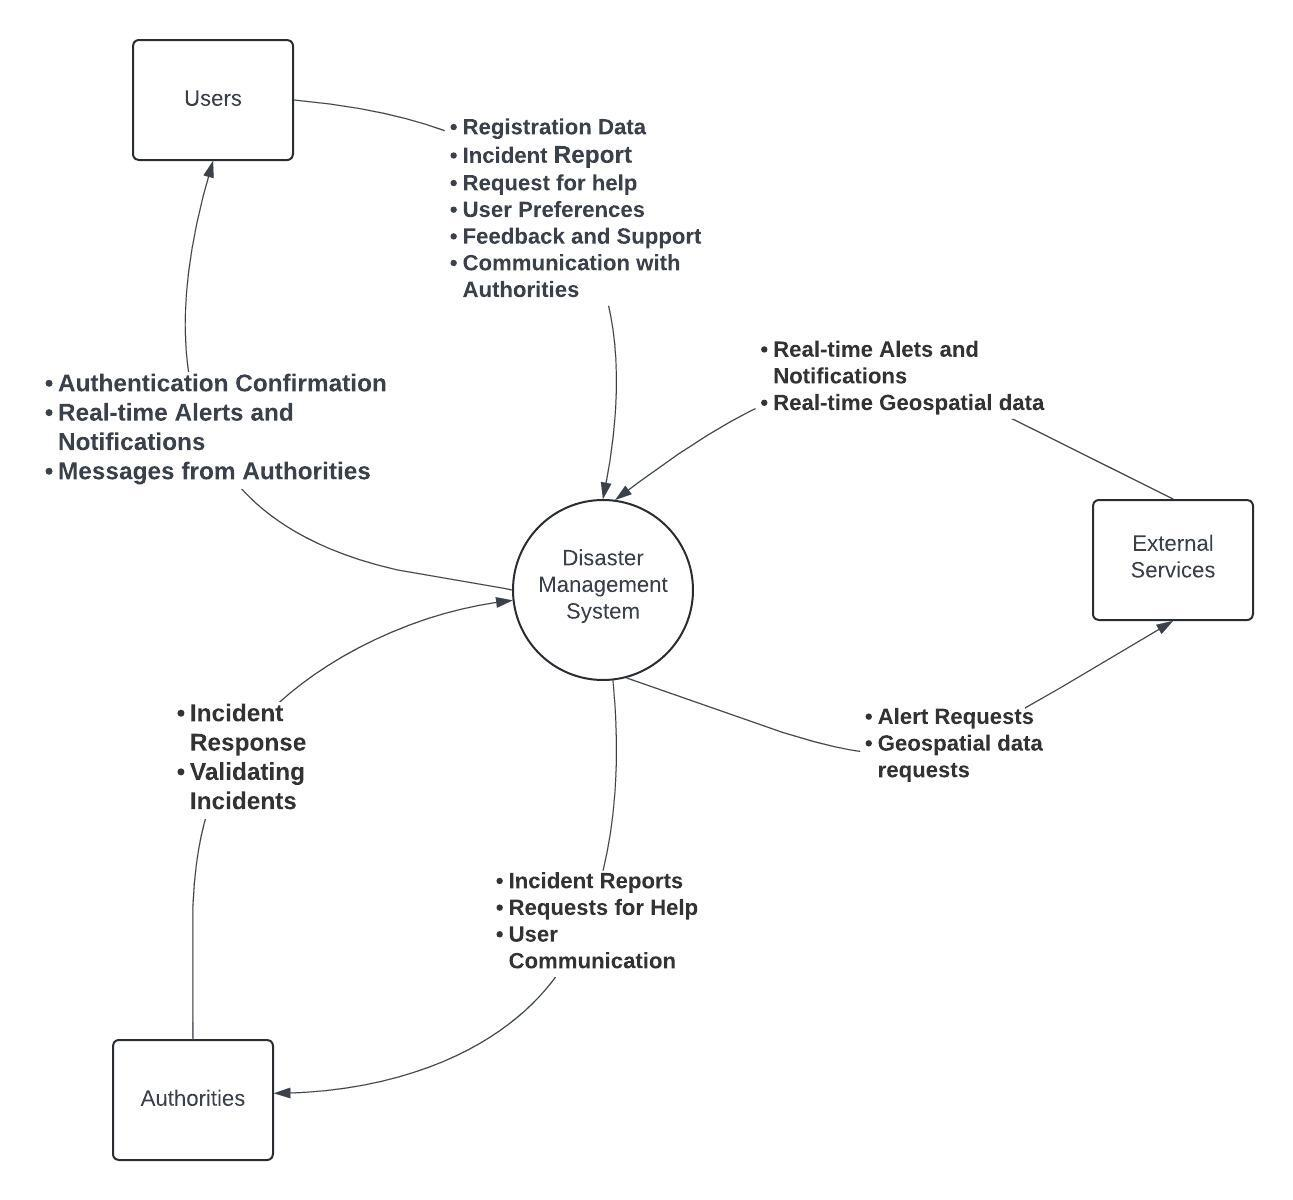 Users
• Registration Data
• Incident Report
• Request for help
• User Preferences
• Feedback and Support
• Communication with
Authorities
• Real-time Alets and
Notifications
• Real-time Geospatial data
• Authentication Confirmation
• Real-time Alerts and
Notifications
• Messages from Authorities
Disaster
Management
System
External
Services
• Incident
Response
• Validating
Incidents
• Alert Requests
• Geospatial data
requests
• Incident Reports
• Requests for Help
• User
Communication
Authorities